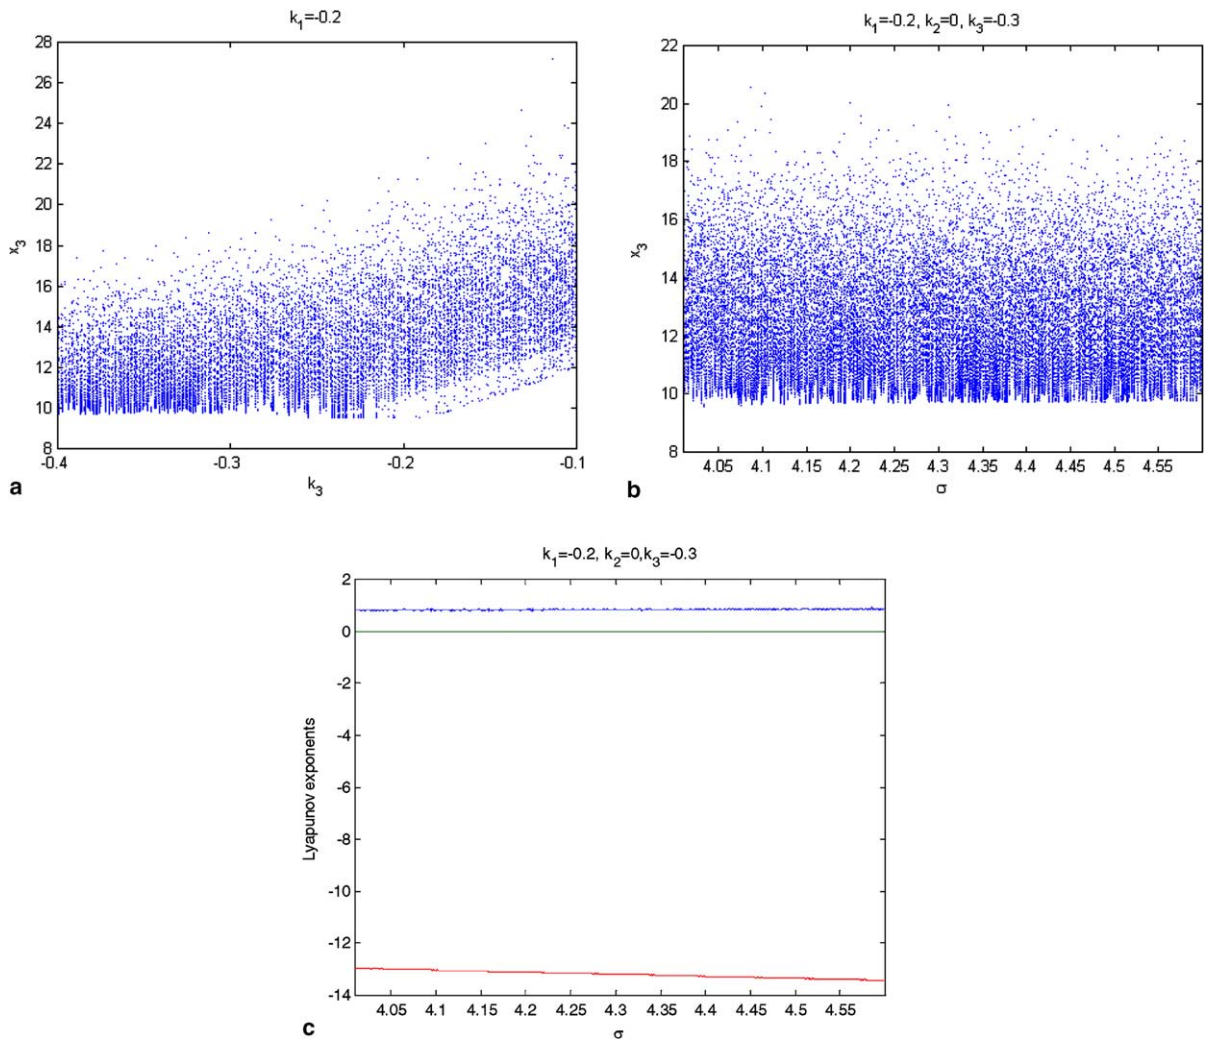 k1=-0.2
28
26
24
22
20
18
16
14
12
10
8
x3
-0.4 -0.3 -0.2 -0.1
k3
a
k1=-0.2, k2=0, k3=-0.3
22
20
18
16
14
12
10
8
x3
4.05 4.1 4.15 4.2 4.25 4.3 4.35 4.4 4.45 4.5 4.55
σ
b
k1=-0.2, k2=0,k3=-0.3
2
0
-2
-4
-6
-8
-10
-12
-14
Lyapunov exponents
4.05 4.1 4.15 4.2 4.25 4.3 4.35 4.4 4.45 4.5 4.55
σ
c